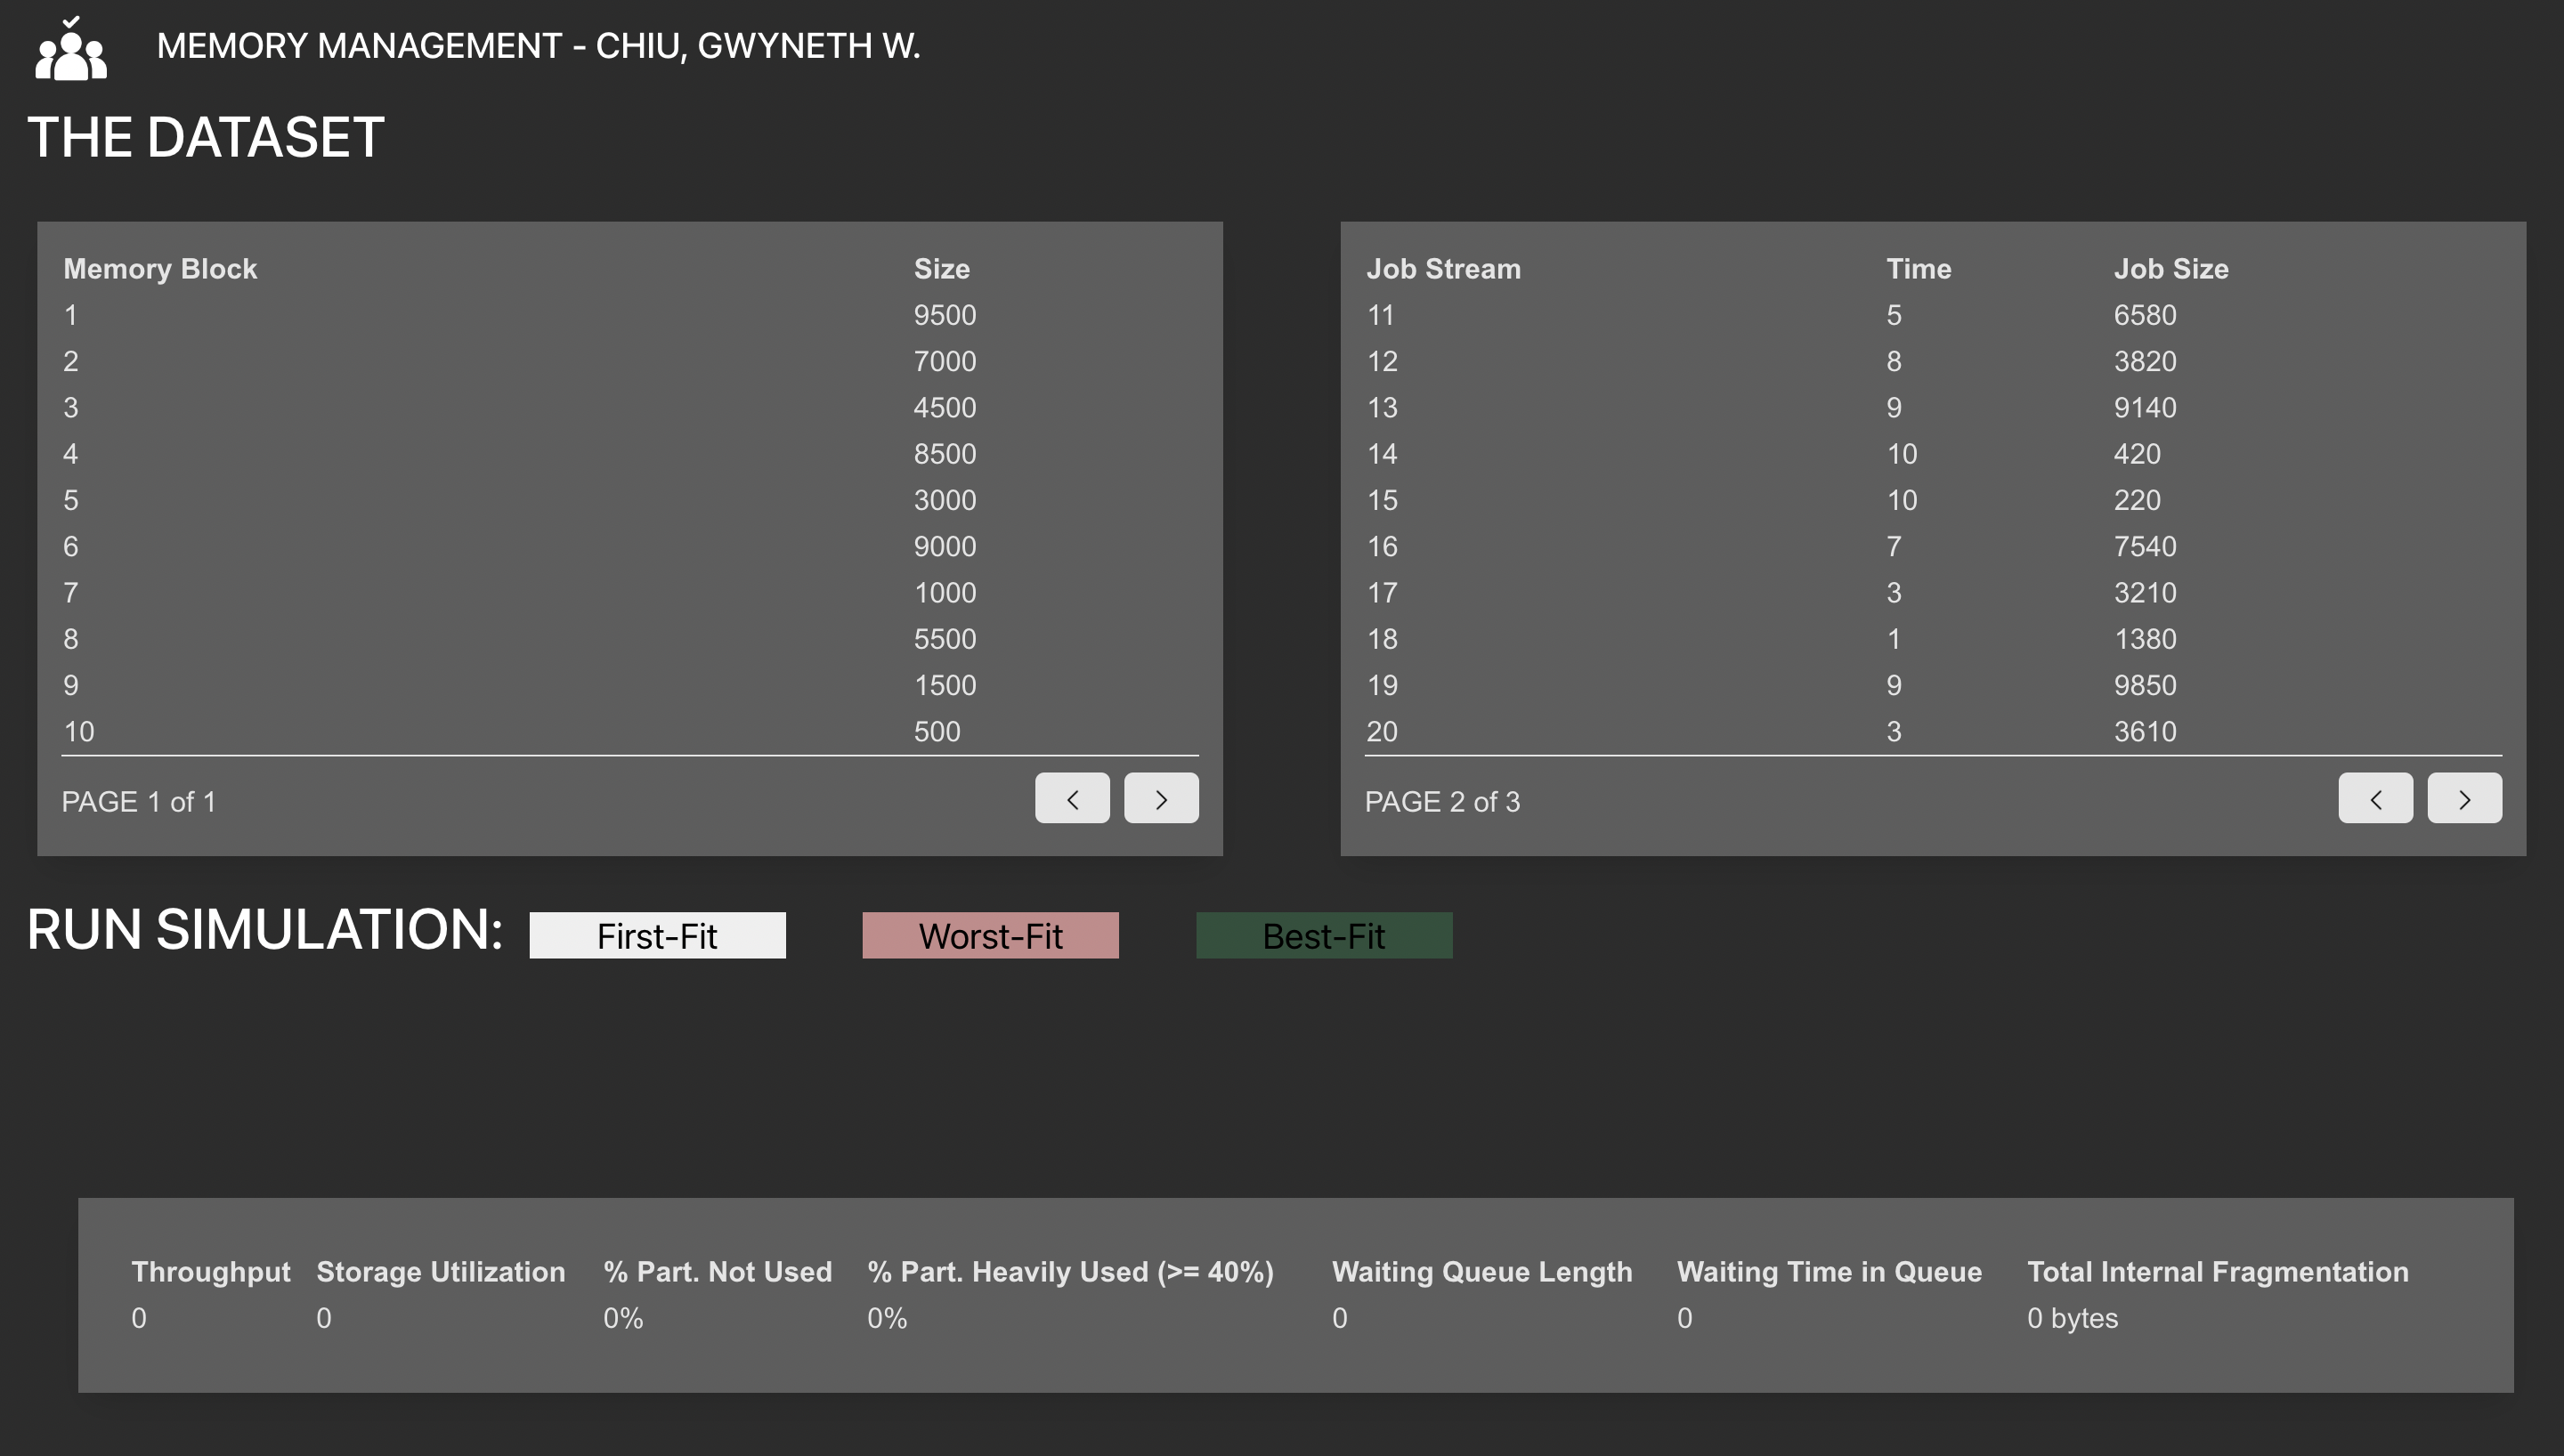 MEMORY MANAGEMENT - CHIU, GWYNETH W.
THE DATASET
Memory Block Size
1 9500
2 7000
3 4500
4 8500
5 3000
6 9000
7 1000
8 5500
9 1500
10 500
PAGE 1 of 1
Job Stream Time Job Size
11 5 6580
12 8 3820
13 9 9140
14 10 420
15 10 220
16 7 7540
17 3 3210
18 1 1380
19 9 9850
20 3 3610
PAGE 2 of 3
RUN SIMULATION: First-Fit Worst-Fit Best-Fit
Throughput Storage Utilization % Part. Not Used % Part. Heavily Used (>= 40%) Waiting Queue Length Waiting Time in Queue Total Internal Fragmentation
0 0 0% 0% 0 0 0 bytes